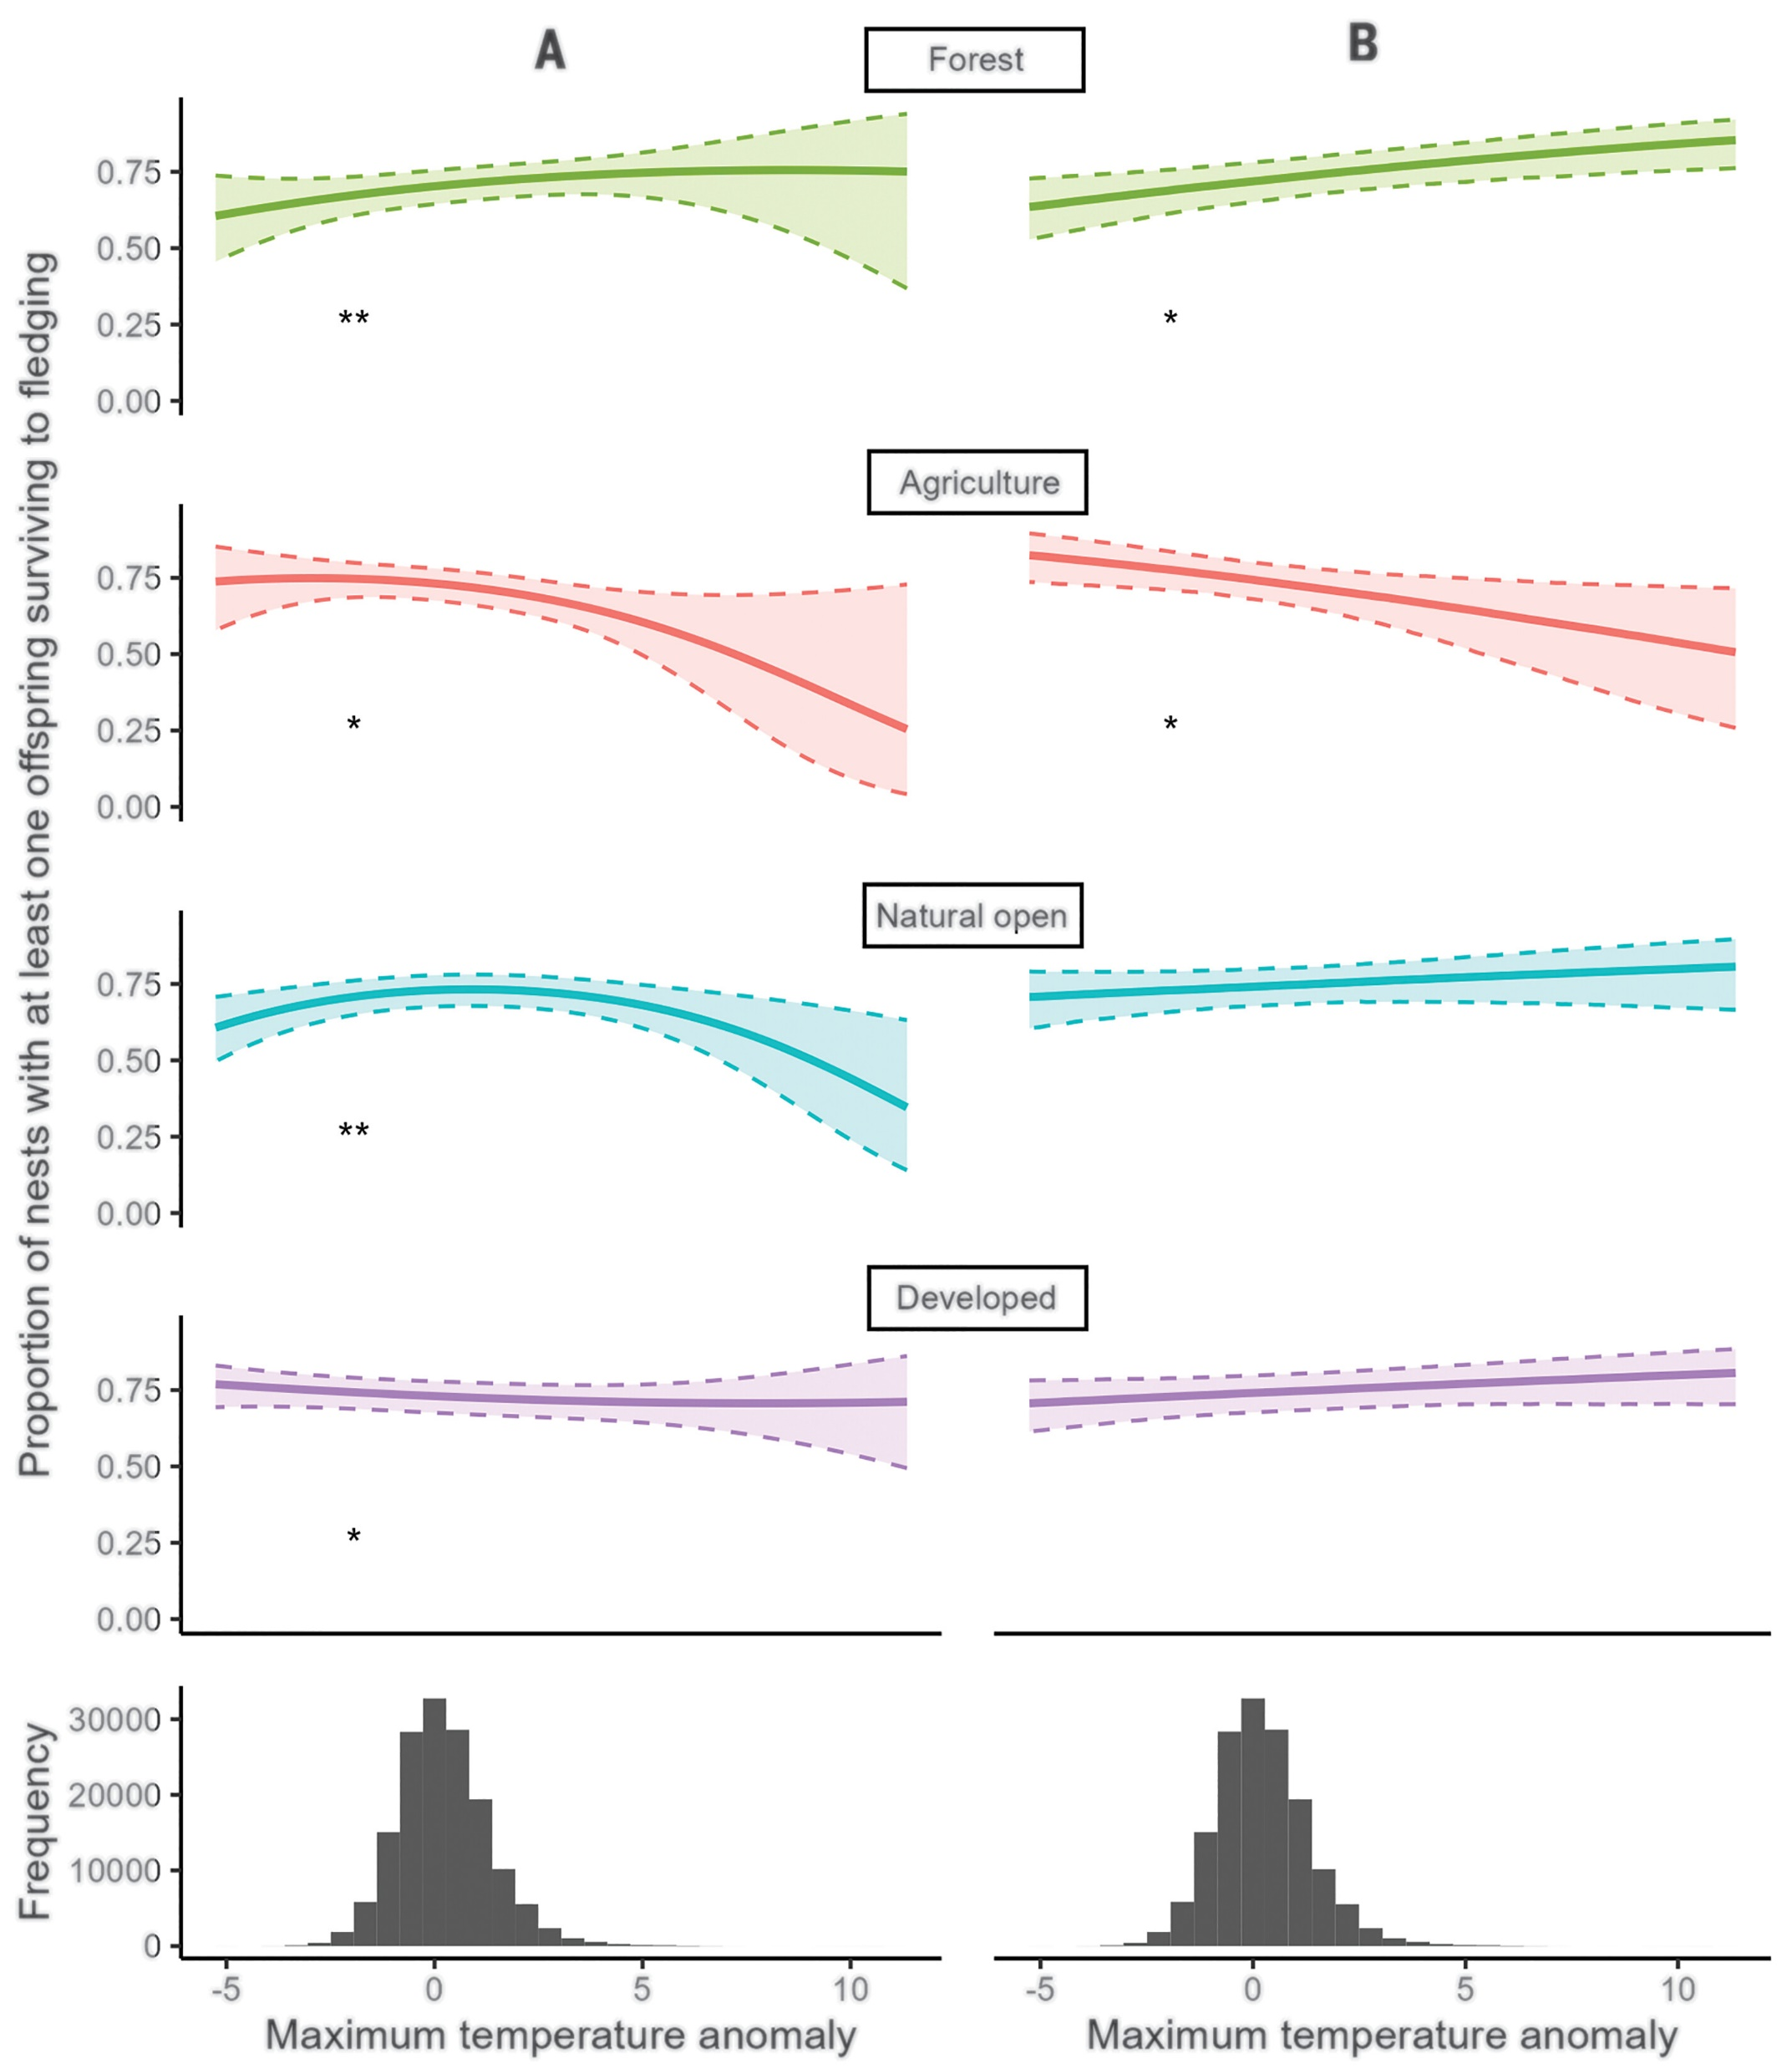 A
B
Forest
Proportion of nests with at least one offspring surviving to fledging
0.75
0.50
0.25
0.00
**
*
Agriculture
0.75
0.50
0.25
0.00
*
*
Natural open
0.75
0.50
0.25
0.00
**
Developed
0.75
0.50
0.25
0.00
*
Frequency
30000
20000
10000
0
-5 0 5 10
-5 0 5 10
Maximum temperature anomaly
Maximum temperature anomaly